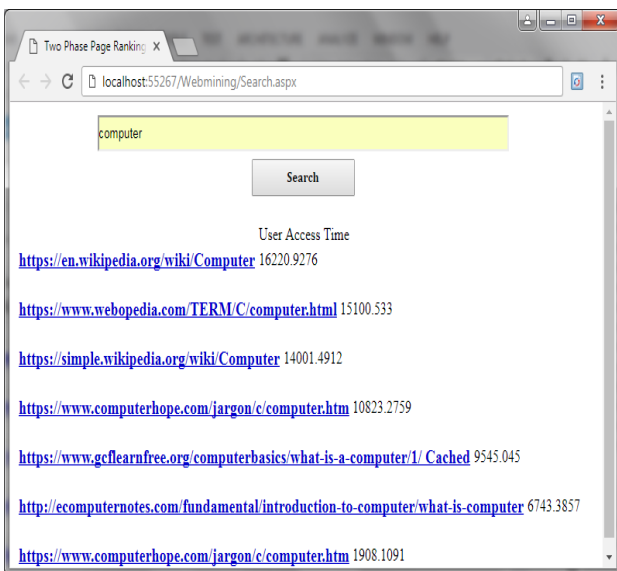 Two Phase Page Ranking
localhost:55267/Webmining/Search.aspx
computer
Search
User Access Time
https://en.wikipedia.org/wiki/Computer 16220.9276
https://www.webopedia.com/TERM/C/computer.html 15100.533
https://simple.wikipedia.org/wiki/Computer 14001.4912
https://www.computerhope.com/jargon/c/computer.htm 10823.2759
https://www.gcflearnfree.org/computerbasics/what-is-a-computer/1/ Cached 9545.045
http://ecomputernotes.com/fundamental/introduction-to-computer/what-is-computer 6743.3857
https://www.computerhope.com/jargon/c/computer.htm 1908.1091